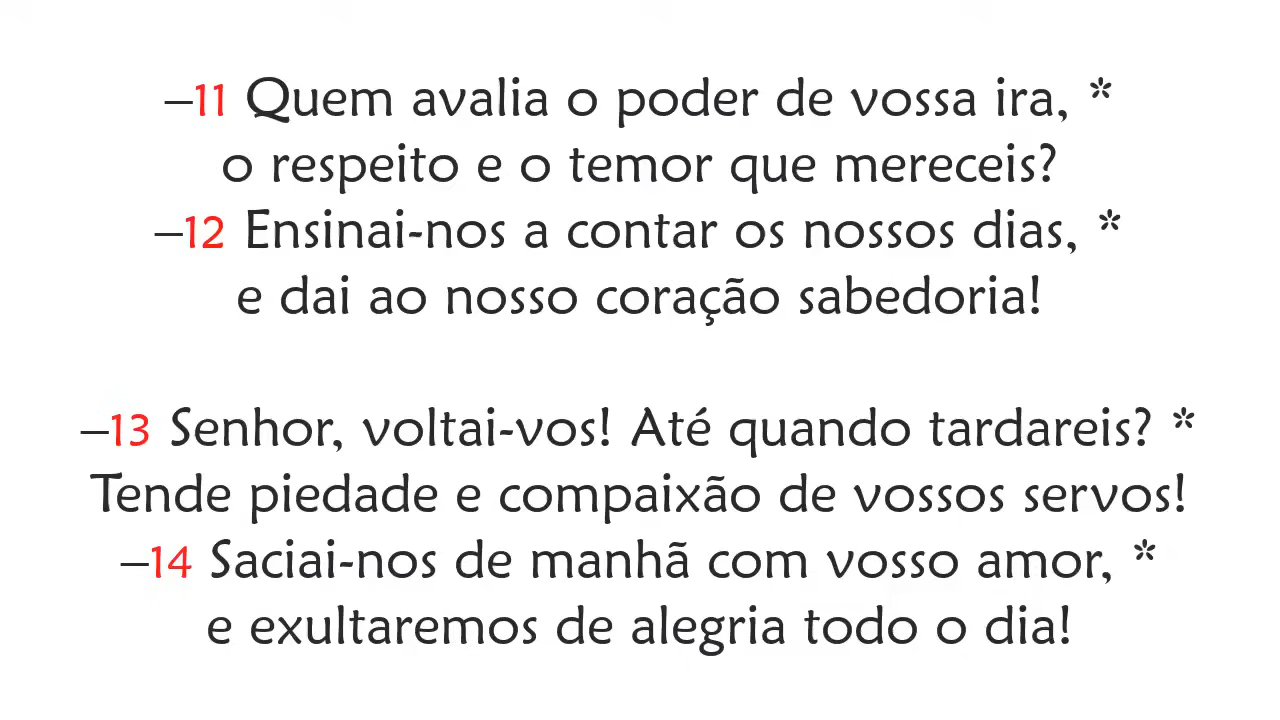 –11 Quem avalia o poder de vossa ira, *
o respeito e o temor que mereceis?
–12 Ensinai-nos a contar os nossos dias, *
e dai ao nosso coração sabedoria!
–13 Senhor, voltai-vos! Até quando tardareis? *
Tende piedade e compaixão de vossos servos!
–14 Saciai-nos de manhã com vosso amor, *
e exultaremos de alegria todo o dia!